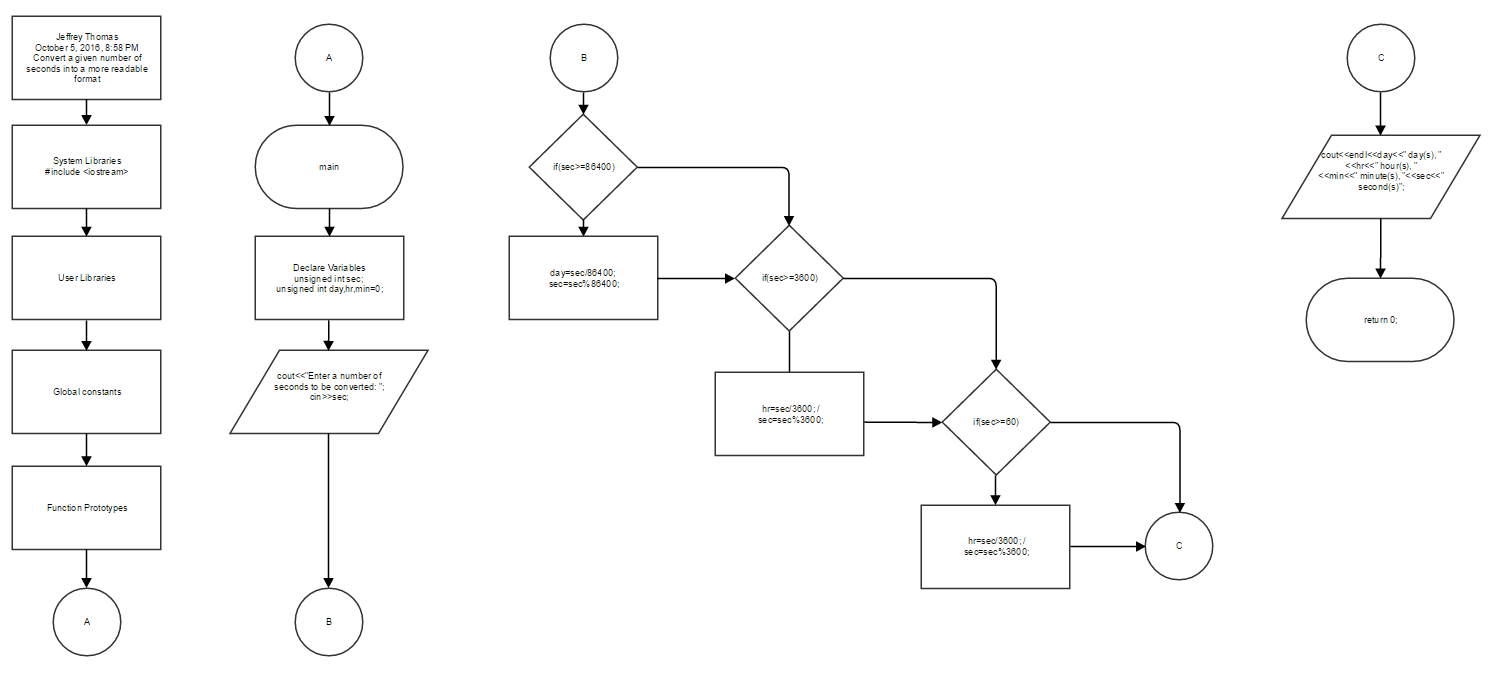 Jeffrey Thomas
October 5, 2016, 8:58 PM
Convert a given number of
seconds into a more readable
format
System Libraries
#include <iostream>
User Libraries
Global constants
Function Prototypes
A
A
main
Declare Variables
unsigned int sec;
unsigned int day,hr,min=0;
cout<<"Enter a number of
seconds to be converted: ";
cin>>sec;
B
B
if(sec>=86400)
day=sec/86400;
sec=sec%86400;
if(sec>=3600)
hr=sec/3600; /
sec=sec%3600;
if(sec>=60)
hr=sec/3600; /
sec=sec%3600;
C
C
cout<<endl<<day<<" day(s), "
<<hr<<" hour(s), "
<<min<<" minute(s), "<<sec<<"
second(s)";
return 0;